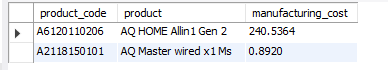 product_code product manufacturing_cost
A6120110206 AQ HOME Allin1 Gen 2 240.5364
A2118150101 AQ Master wired x1 Ms 0.8920